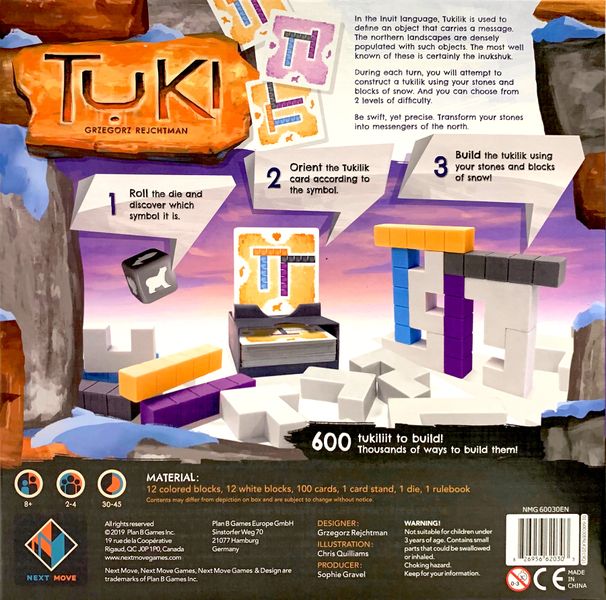 TUKI
GRZEGORZ REJCHTMAN
In the Inuit language, Tukilik is used to
define an object that carries a message.
The northern landscapes are densely
populated with such objects. The most well
known of these is certainly the inukshuk.
During each turn, you will attempt to
construct a tukilik using your stones and
blocks of snow. And you can choose from
2 levels of difficulty.
Be swift, yet precise. Transform your stones
into messengers of the north.
1 Roll the die and
discover which
symbol it is.
2 Orient the Tukilik
card according to
the symbol.
3 Build the tukilik using
your stones and blocks
of snow!
600 tukiliit to build!
Thousands of ways to build them!
8+
2-4
30-45
MATERIAL:
12 colored blocks, 12 white blocks, 100 cards, 1 card stand, 1 die, 1 rulebook
Contents may differ from depiction on box and are subject to change without notice.
NEXT MOVE
All rights reserved
©2019 Plan B Games Inc.
19 rue de la Coopérative
Rigaud, QC J0P 1P0, Canada
www.nextmovegames.com
Plan B Games Europe GmbH
Sinstorfer Weg 70
21077 Hamburg
Germany
Next Move, Next Move Games, Next Move Games & Design are
trademarks of Plan B Games Inc.
DESIGNER:
Grzegorz Rejchtman
ILLUSTRATION:
Chris Quilliams
PRODUCER:
Sophie Gravel
WARNING!
Not suitable for children under
3 years of age. Contains small
parts that could be swallowed
or inhaled.
Choking hazard.
Keep for your information.
NMG 60030EN
8 26956 62030 3
0-3
CE
MADE
IN
CHINA